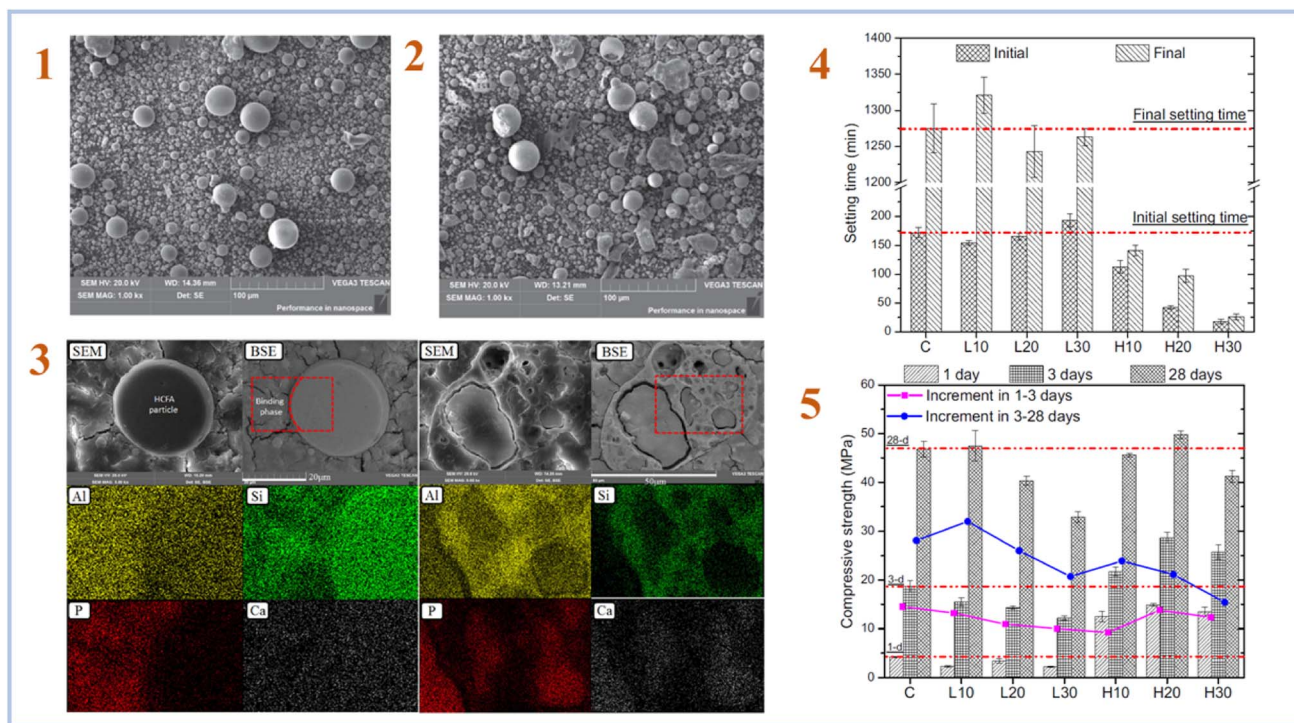 1
SEM HV: 20.0 kV WD: 14.36 mm VEGA3 TESCAN
SEM MAG: 1.00 kx Det: SE 100 µm
Performance in nanospace
2
SEM HV: 20.0 kV WD: 13.21 mm VEGA3 TESCAN
SEM MAG: 1.00 kx Det: SE 100 µm
Performance in nanospace
3
SEM
HCFA
particle
BSE
Binding
phase
20µm
SEM
BSE
50µm
Al
Si
Al
Si
P
Ca
P
Ca
4
Setting time (min)
1400
1350
1300
1250
1200
200
150
100
50
0
Initial
Final
Final setting time
Initial setting time
C L10 L20 L30 H10 H20 H30
5
1 day 3 days 28 days
Increment in 1-3 days
Increment in 3-28 days
Compressive strength (MPa)
60
50
40
30
20
10
0
28-d
3-d
1-d
C L10 L20 L30 H10 H20 H30